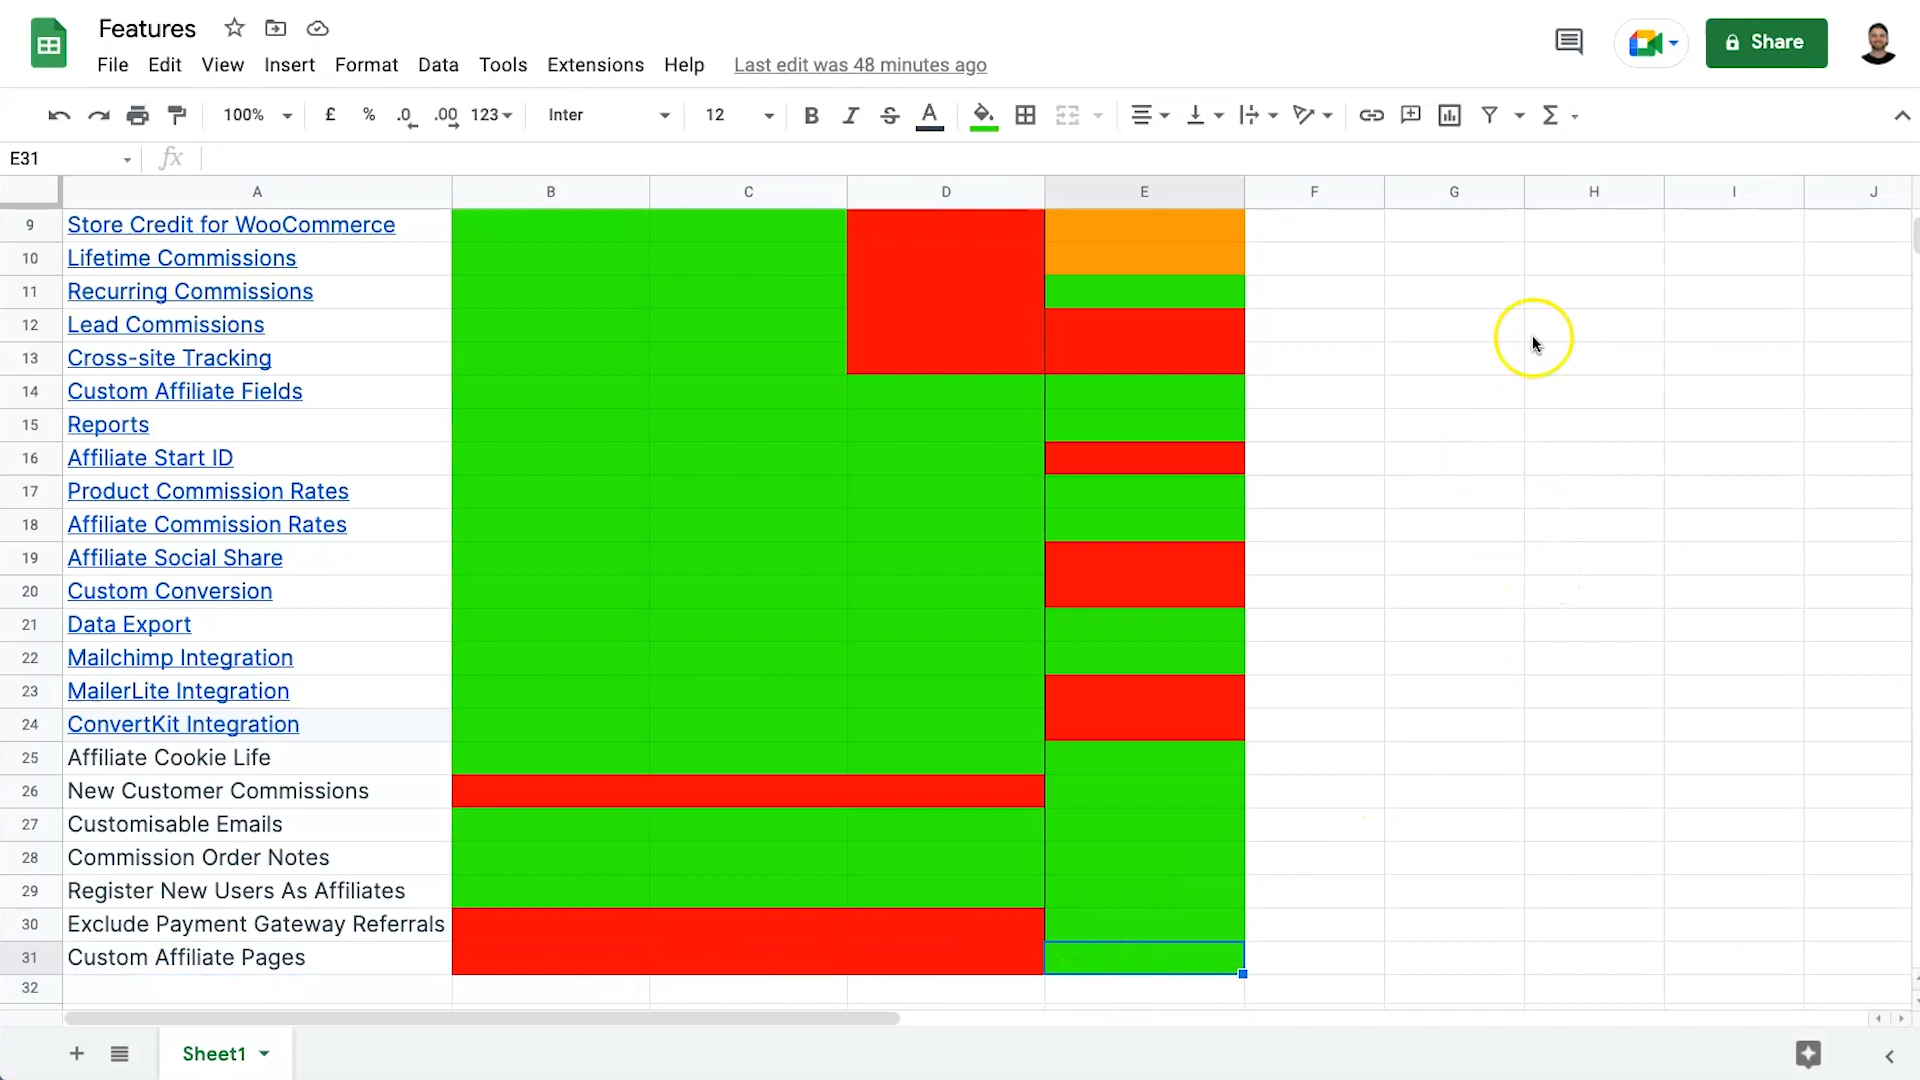 Features
File Edit View Insert Format Data Tools Extensions Help Last edit was 48 minutes ago
Share
100% £ % .0 .00 123 Inter 12 B I S A Σ
E31 fx
A B C D E F G H I J
9 Store Credit for WooCommerce
10 Lifetime Commissions
11 Recurring Commissions
12 Lead Commissions
13 Cross-site Tracking
14 Custom Affiliate Fields
15 Reports
16 Affiliate Start ID
17 Product Commission Rates
18 Affiliate Commission Rates
19 Affiliate Social Share
20 Custom Conversion
21 Data Export
22 Mailchimp Integration
23 MailerLite Integration
24 ConvertKit Integration
25 Affiliate Cookie Life
26 New Customer Commissions
27 Customisable Emails
28 Commission Order Notes
29 Register New Users As Affiliates
30 Exclude Payment Gateway Referrals
31 Custom Affiliate Pages
32
Sheet1